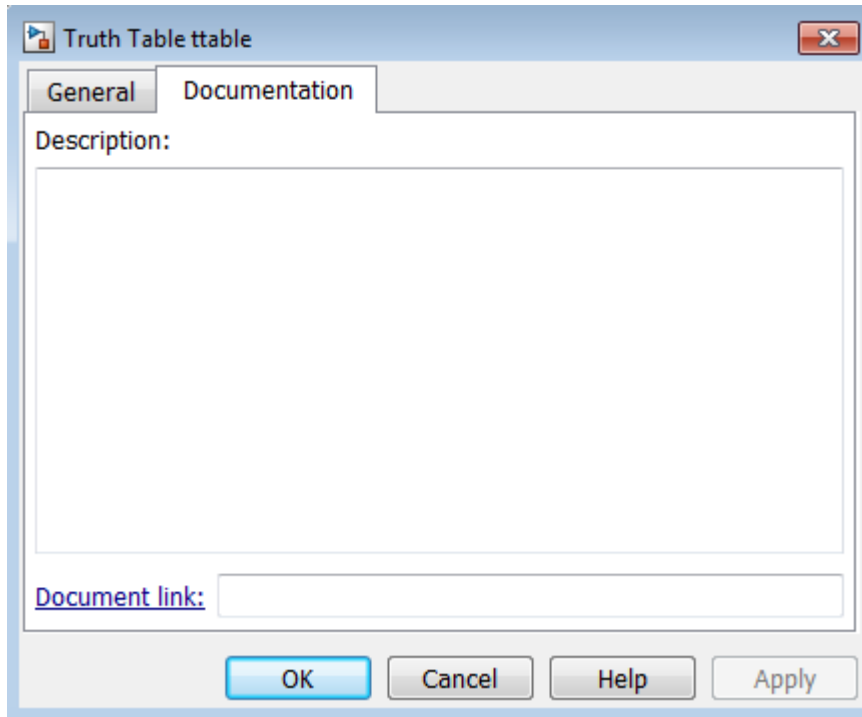 Truth Table ttable
General Documentation
Description:
Document link:
OK Cancel Help Apply